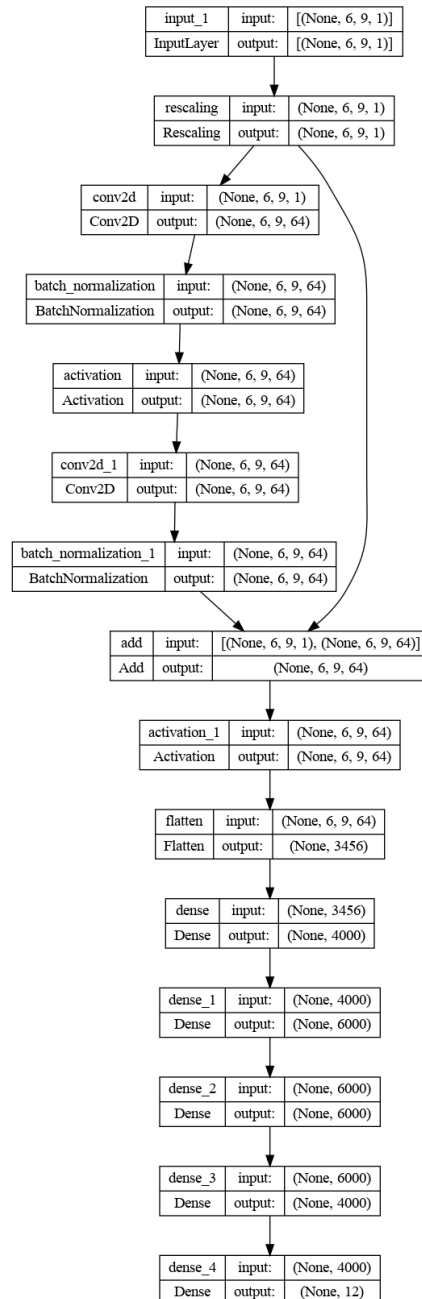 input_1 input: [(None, 6, 9, 1)]
InputLayer output: [(None, 6, 9, 1)]
rescaling input: (None, 6, 9, 1)
Rescaling output: (None, 6, 9, 1)
conv2d input: (None, 6, 9, 1)
Conv2D output: (None, 6, 9, 64)
batch_normalization input: (None, 6, 9, 64)
BatchNormalization output: (None, 6, 9, 64)
activation input: (None, 6, 9, 64)
Activation output: (None, 6, 9, 64)
conv2d_1 input: (None, 6, 9, 64)
Conv2D output: (None, 6, 9, 64)
batch_normalization_1 input: (None, 6, 9, 64)
BatchNormalization output: (None, 6, 9, 64)
add input: [(None, 6, 9, 1), (None, 6, 9, 64)]
Add output: (None, 6, 9, 64)
activation_1 input: (None, 6, 9, 64)
Activation output: (None, 6, 9, 64)
flatten input: (None, 6, 9, 64)
Flatten output: (None, 3456)
dense input: (None, 3456)
Dense output: (None, 4000)
dense_1 input: (None, 4000)
Dense output: (None, 6000)
dense_2 input: (None, 6000)
Dense output: (None, 6000)
dense_3 input: (None, 6000)
Dense output: (None, 4000)
dense_4 input: (None, 4000)
Dense output: (None, 12)